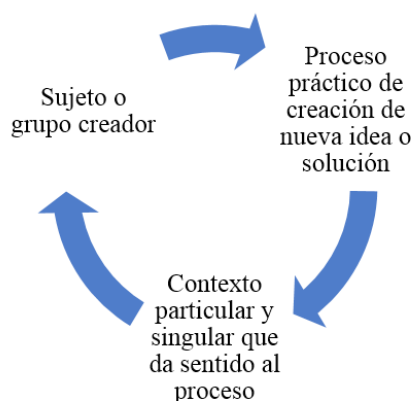 Sujeto o
grupo creador
Proceso
práctico de
creación de
nueva idea o
solución
Contexto
particular y
singular que
da sentido al
proceso